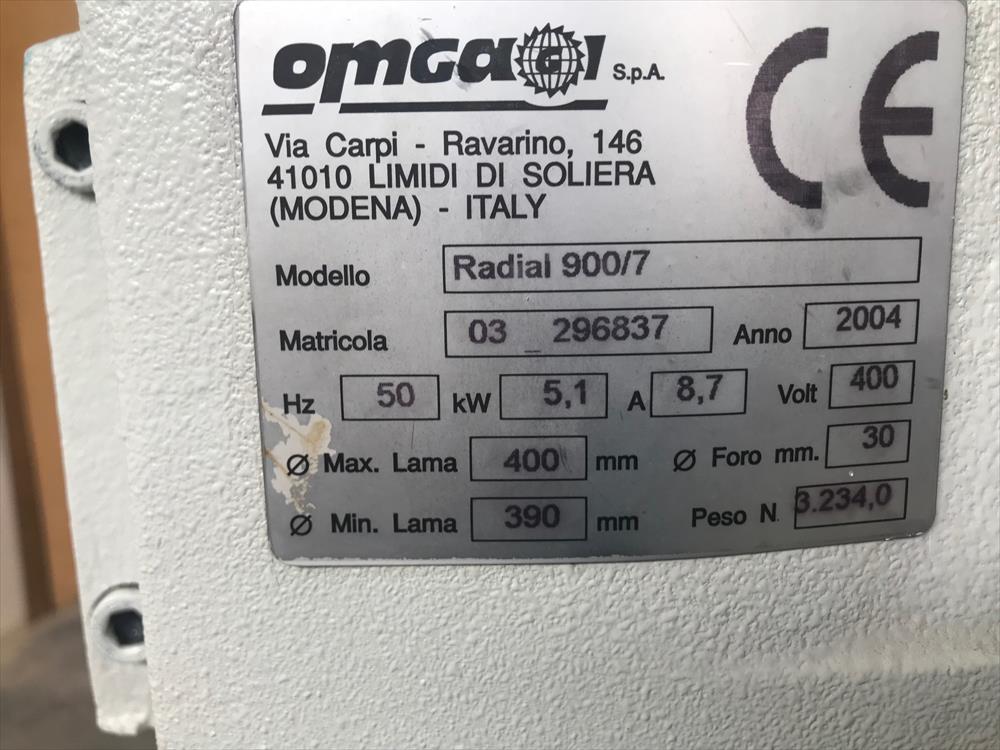 OMGA S.p.A.
Via Carpi - Ravarino, 146
41010 LIMIDI DI SOLIERA
(MODENA) - ITALY
CE
Modello Radial 900/7
Matricola 03 _ 296837 Anno 2004
Hz 50 kW 5,1 A 8,7 Volt 400
Ø Max. Lama 400 mm Ø Foro mm. 30
Ø Min. Lama 390 mm Peso N. 3.234,0